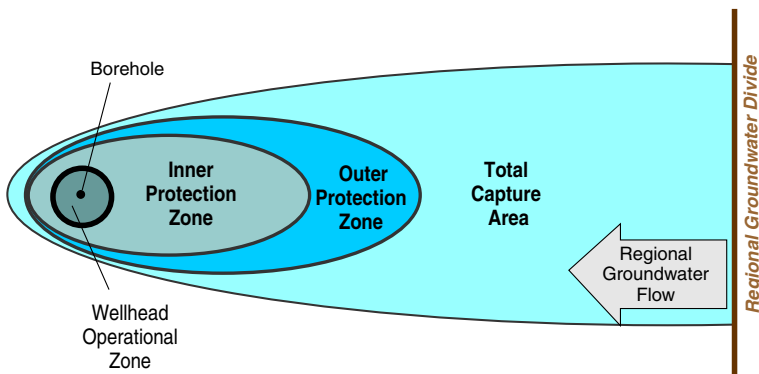 Borehole
Inner
Protection
Zone
Outer
Protection
Zone
Total
Capture
Area
Regional
Groundwater
Flow
Wellhead
Operational
Zone
Regional Groundwater Divide